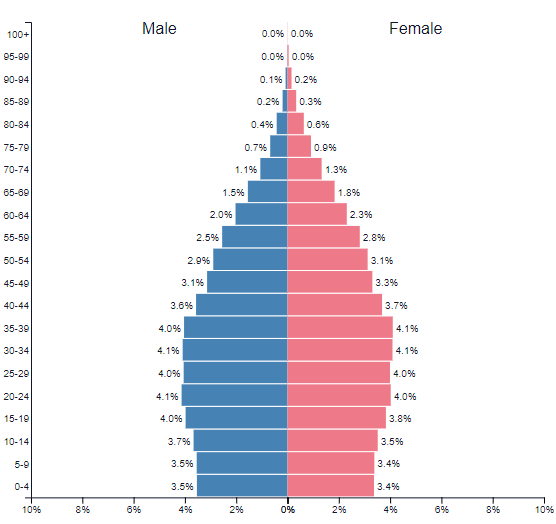 Male Female
100+ 0.0% 0.0%
95-99 0.0% 0.0%
90-94 0.1% 0.2%
85-89 0.2% 0.3%
80-84 0.4% 0.6%
75-79 0.7% 0.9%
70-74 1.1% 1.3%
65-69 1.5% 1.8%
60-64 2.0% 2.3%
55-59 2.5% 2.8%
50-54 2.9% 3.1%
45-49 3.1% 3.3%
40-44 3.6% 3.7%
35-39 4.0% 4.1%
30-34 4.1% 4.1%
25-29 4.0% 4.0%
20-24 4.1% 4.0%
15-19 4.0% 3.8%
10-14 3.7% 3.5%
5-9 3.5% 3.4%
0-4 3.5% 3.4%
10% 8% 6% 4% 2% 0% 2% 4% 6% 8% 10%